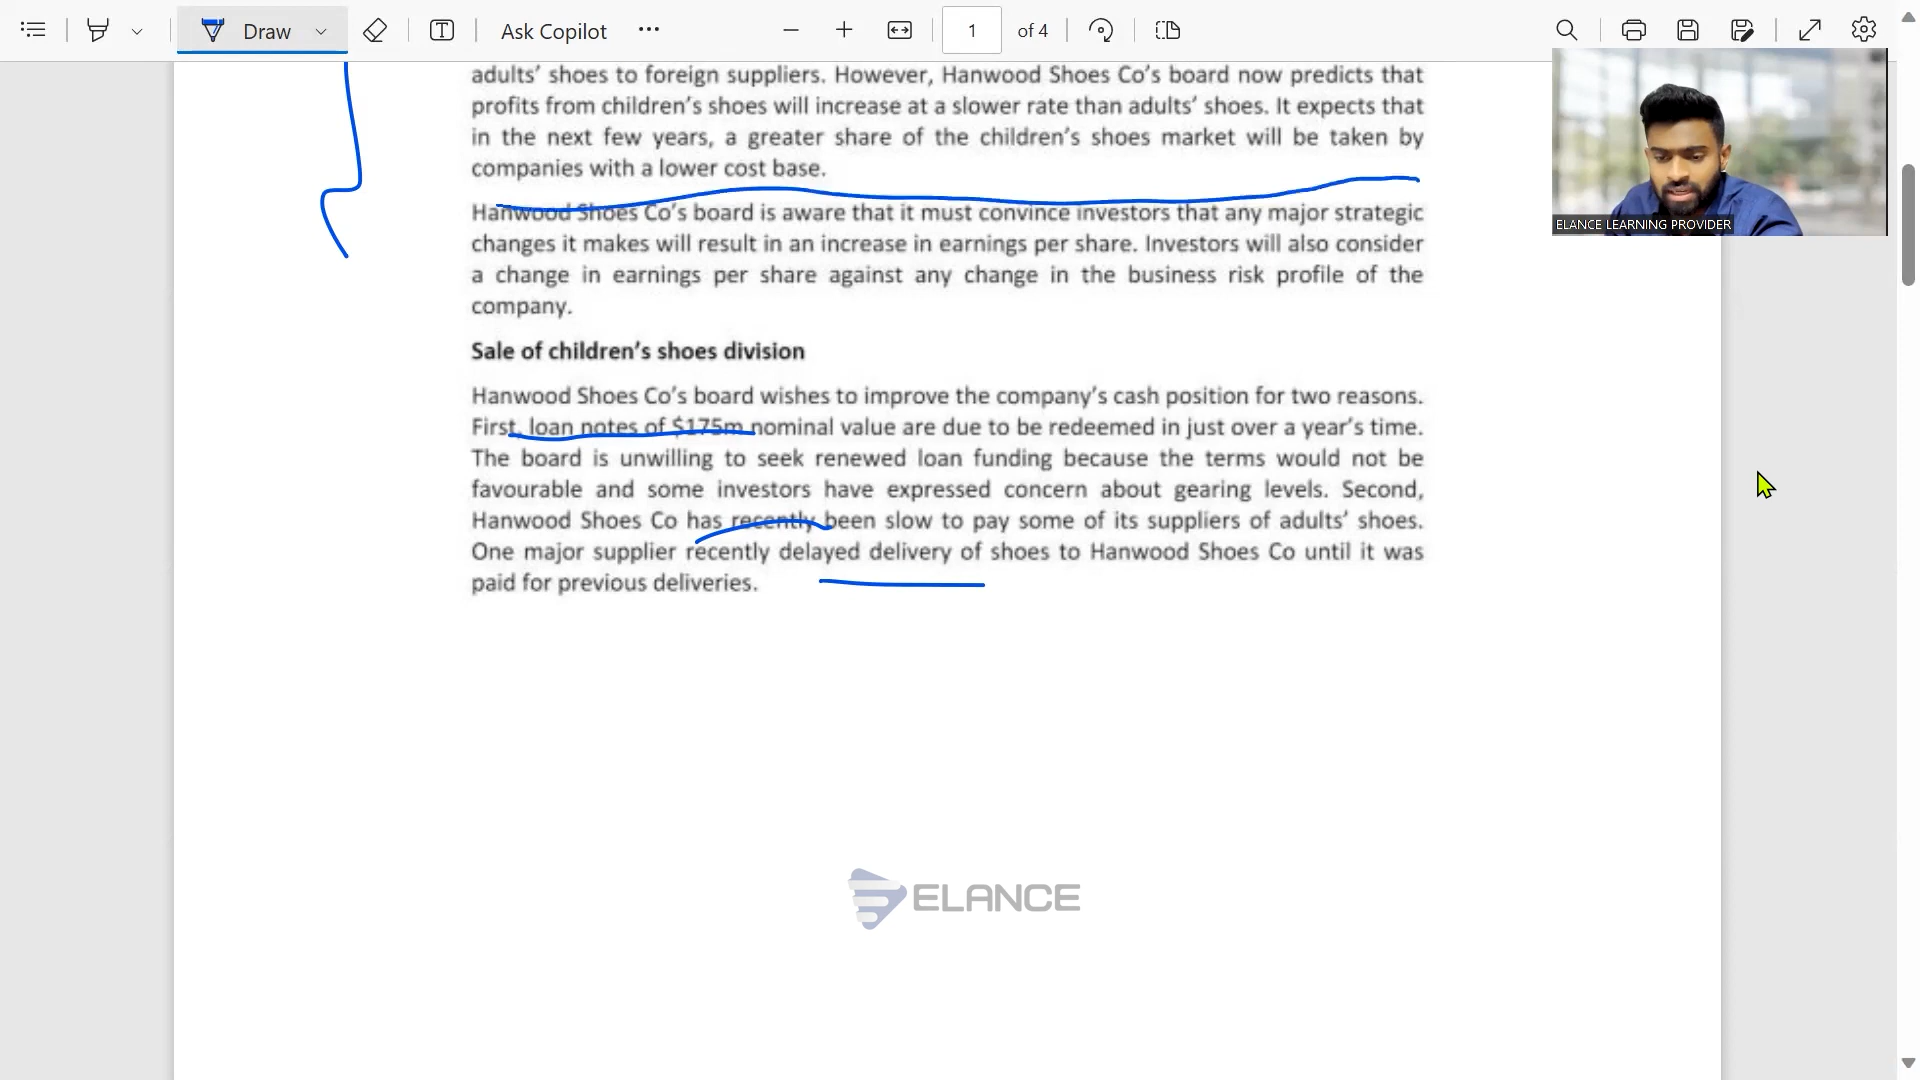 Draw
Ask Copilot
1 of 4
adults' shoes to foreign suppliers. However, Hanwood Shoes Co's board now predicts that
profits from children's shoes will increase at a slower rate than adults' shoes. It expects that
in the next few years, a greater share of the children's shoes market will be taken by
companies with a lower cost base.
Hanwood Shoes Co's board is aware that it must convince investors that any major strategic
changes it makes will result in an increase in earnings per share. Investors will also consider
a change in earnings per share against any change in the business risk profile of the
company.
Sale of children's shoes division
Hanwood Shoes Co's board wishes to improve the company's cash position for two reasons.
First, loan notes of $175m nominal value are due to be redeemed in just over a year's time.
The board is unwilling to seek renewed loan funding because the terms would not be
favourable and some investors have expressed concern about gearing levels. Second,
Hanwood Shoes Co has recently been slow to pay some of its suppliers of adults' shoes.
One major supplier recently delayed delivery of shoes to Hanwood Shoes Co until it was
paid for previous deliveries.
ELANCE LEARNING PROVIDER
ELANCE